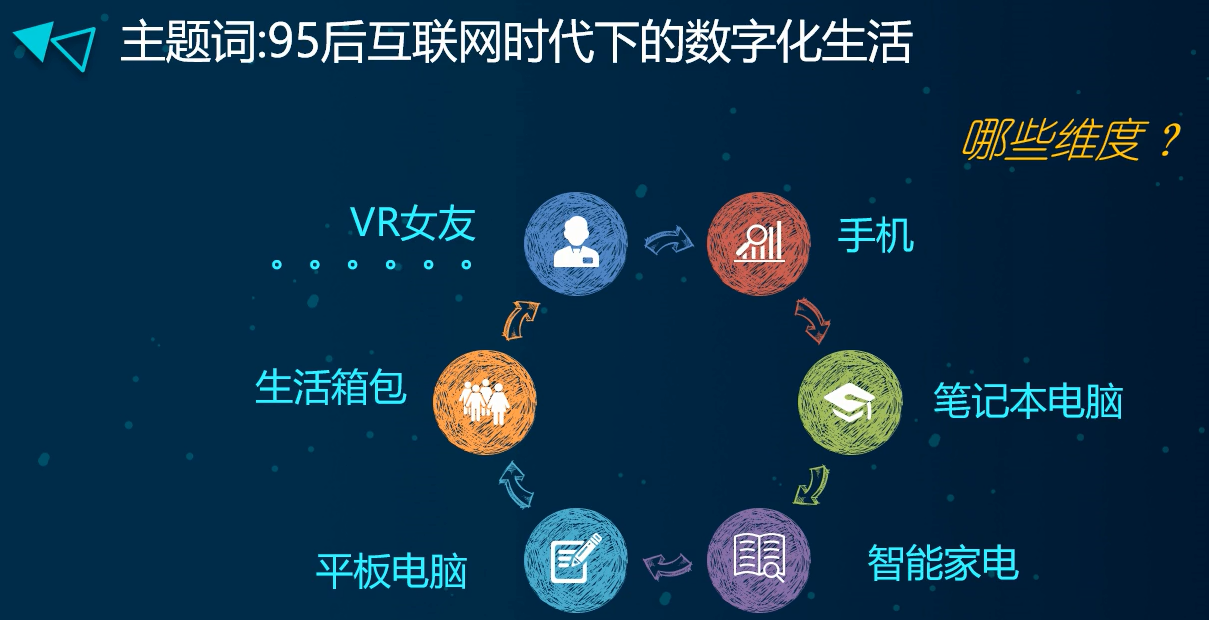 主题词:95后互联网时代下的数字化生活
哪些维度？
VR女友
手机
。。。。。。
生活箱包
笔记本电脑
平板电脑
智能家电